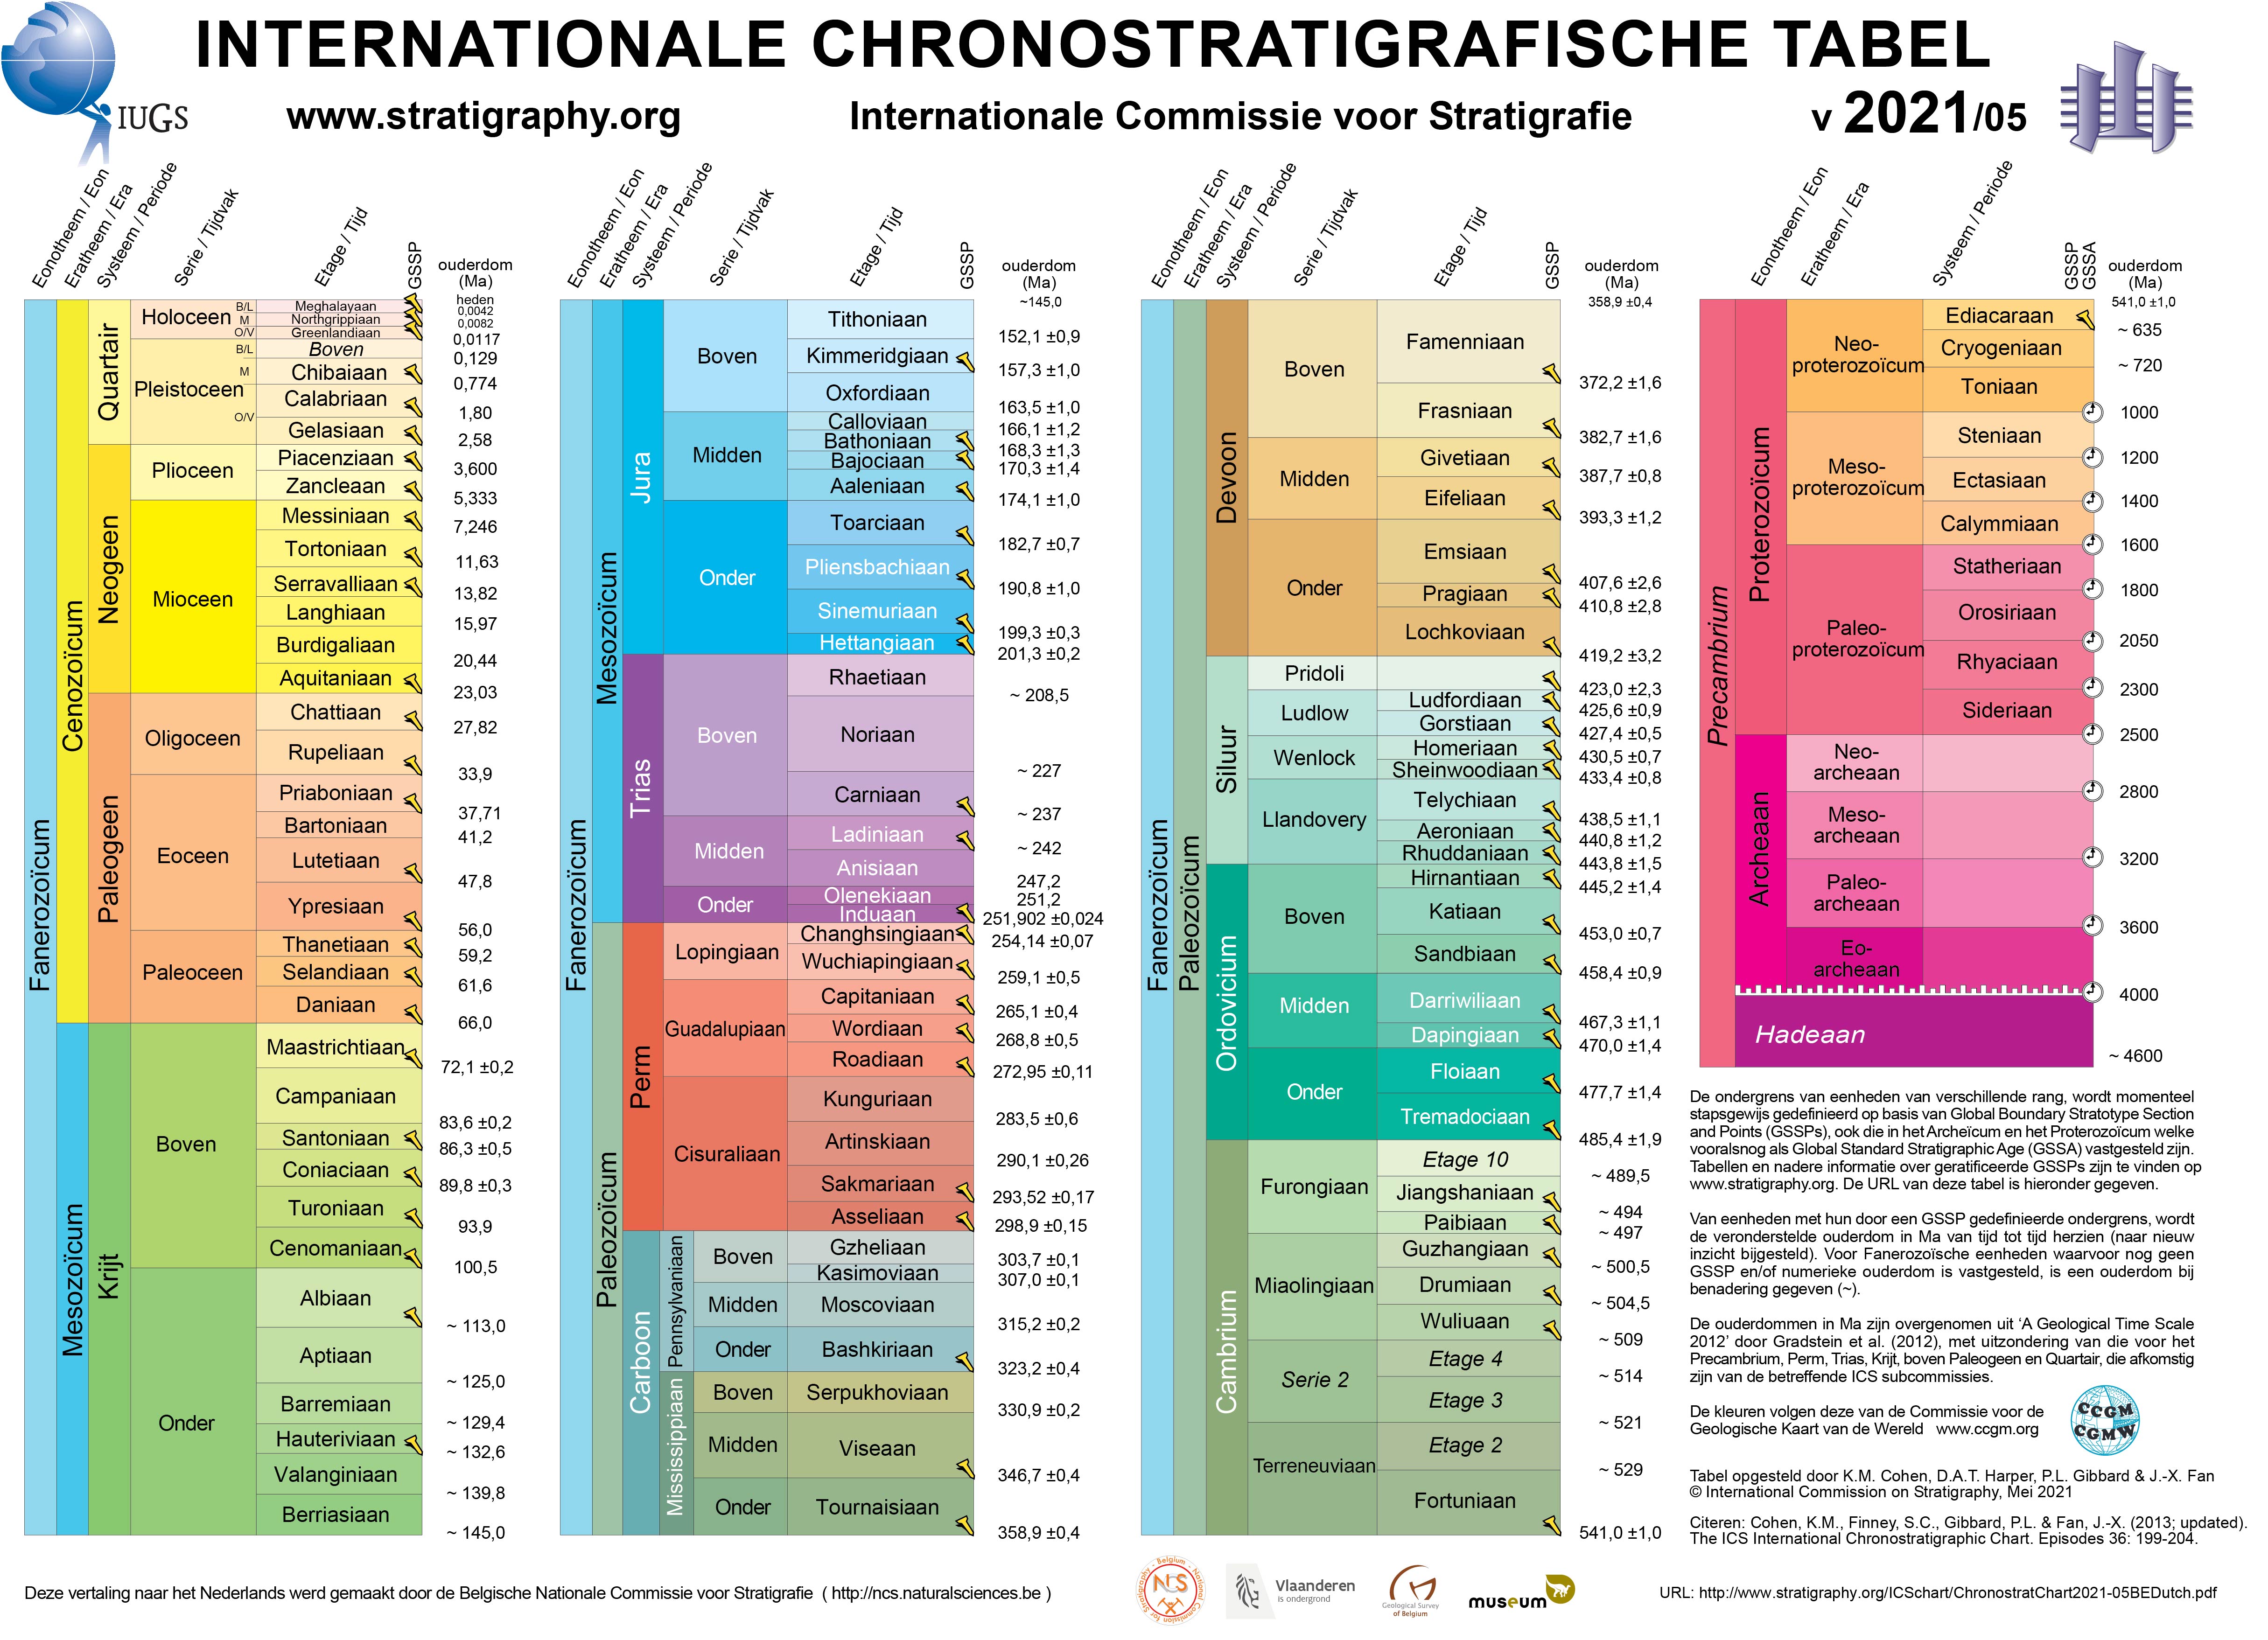 INTERNATIONALE CHRONOSTRATIGRAFISCHE TABEL
IUGS
www.stratigraphy.org
Internationale Commissie voor Stratigrafie
v 2021/05
Eonotheem / Eon
Eratheem / Era
Systeem / Periode
Serie / Tijdvak
Etage / Tijd
GSSP
ouderdom
(Ma)
Fanerozoïcum
Cenozoïcum
Quartair
Holoceen
B/L
Meghalayaan
heden
M
Northgrippiaan
0,0042
O/V
Greenlandiaan
0,0082
0,0117
Pleistoceen
B/L
Boven
0,129
M
Chibaiaan
0,774
Calabriaan
1,80
O/V
Gelasiaan
2,58
Neogeen
Plioceen
Piacenziaan
3,600
Zancleaan
5,333
Mioceen
Messiniaan
7,246
Tortoniaan
11,63
Serravalliaan
13,82
Langhiaan
15,97
Burdigaliaan
20,44
Aquitaniaan
23,03
Paleogeen
Oligoceen
Chattiaan
27,82
Rupeliaan
33,9
Eoceen
Priaboniaan
37,71
Bartoniaan
41,2
Lutetiaan
47,8
Ypresiaan
56,0
Paleoceen
Thanetiaan
59,2
Selandiaan
61,6
Daniaan
66,0
Mesozoïcum
Krijt
Boven
Maastrichtiaan
72,1 ±0,2
Campaniaan
83,6 ±0,2
Santoniaan
86,3 ±0,5
Coniaciaan
89,8 ±0,3
Turoniaan
93,9
Cenomaniaan
100,5
Onder
Albiaan
~ 113,0
Aptiaan
~ 125,0
Barremiaan
~ 129,4
Hauteriviaan
~ 132,6
Valanginiaan
~ 139,8
Berriasiaan
~ 145,0
Eonotheem / Eon
Eratheem / Era
Systeem / Periode
Serie / Tijdvak
Etage / Tijd
GSSP
ouderdom
(Ma)
~145,0
Fanerozoïcum
Mesozoïcum
Jura
Boven
Tithoniaan
152,1 ±0,9
Kimmeridgiaan
157,3 ±1,0
Oxfordiaan
163,5 ±1,0
Midden
Calloviaan
166,1 ±1,2
Bathoniaan
168,3 ±1,3
Bajociaan
170,3 ±1,4
Aaleniaan
174,1 ±1,0
Onder
Toarciaan
182,7 ±0,7
Pliensbachiaan
190,8 ±1,0
Sinemuriaan
199,3 ±0,3
Hettangiaan
201,3 ±0,2
Trias
Boven
Rhaetiaan
~ 208,5
Noriaan
~ 227
Carniaan
~ 237
Midden
Ladiniaan
~ 242
Anisiaan
247,2
Onder
Olenekiaan
251,2
Induaan
251,902 ±0,024
Paleozoïcum
Perm
Lopingiaan
Changhsingiaan
254,14 ±0,07
Wuchiapingiaan
259,1 ±0,5
Guadalupiaan
Capitaniaan
265,1 ±0,4
Wordiaan
268,8 ±0,5
Roadiaan
272,95 ±0,11
Cisuraliaan
Kunguriaan
283,5 ±0,6
Artinskiaan
290,1 ±0,26
Sakmariaan
293,52 ±0,17
Asseliaan
298,9 ±0,15
Carboon
Pennsylvaniaan
Boven
Gzheliaan
303,7 ±0,1
Kasimoviaan
307,0 ±0,1
Midden
Moscoviaan
315,2 ±0,2
Onder
Bashkiriaan
323,2 ±0,4
Mississippiaan
Boven
Serpukhoviaan
330,9 ±0,2
Midden
Viseaan
346,7 ±0,4
Onder
Tournaisiaan
358,9 ±0,4
Eonotheem / Eon
Eratheem / Era
Systeem / Periode
Serie / Tijdvak
Etage / Tijd
GSSP
ouderdom
(Ma)
358,9 ±0,4
Fanerozoïcum
Paleozoïcum
Devoon
Boven
Famenniaan
372,2 ±1,6
Frasniaan
382,7 ±1,6
Midden
Givetiaan
387,7 ±0,8
Eifeliaan
393,3 ±1,2
Onder
Emsiaan
407,6 ±2,6
Pragiaan
410,8 ±2,8
Lochkoviaan
419,2 ±3,2
Siluur
Pridoli
423,0 ±2,3
Ludlow
Ludfordiaan
425,6 ±0,9
Gorstiaan
427,4 ±0,5
Wenlock
Homeriaan
430,5 ±0,7
Sheinwoodiaan
433,4 ±0,8
Llandovery
Telychiaan
438,5 ±1,1
Aeroniaan
440,8 ±1,2
Rhuddaniaan
443,8 ±1,5
Ordovicium
Boven
Hirnantiaan
445,2 ±1,4
Katiaan
453,0 ±0,7
Sandbiaan
458,4 ±0,9
Midden
Darriwiliaan
467,3 ±1,1
Dapingiaan
470,0 ±1,4
Onder
Floiaan
477,7 ±1,4
Tremadociaan
485,4 ±1,9
Cambrium
Furongiaan
Etage 10
~ 489,5
Jiangshaniaan
~ 494
Paibiaan
~ 497
Miaolingiaan
Guzhangiaan
~ 500,5
Drumiaan
~ 504,5
Wuliuaan
~ 509
Serie 2
Etage 4
~ 514
Etage 3
~ 521
Terreneuviaan
Etage 2
~ 529
Fortuniaan
541,0 ±1,0
Eonotheem / Eon
Eratheem / Era
Systeem / Periode
GSSP
GSSA
ouderdom
(Ma)
541,0 ±1,0
Precambrium
Proterozoïcum
Neo-
proterozoïcum
Ediacaraan
~ 635
Cryogeniaan
~ 720
Toniaan
1000
Meso-
proterozoïcum
Steniaan
1200
Ectasiaan
1400
Calymmiaan
1600
Paleo-
proterozoïcum
Statheriaan
1800
Orosiriaan
2050
Rhyaciaan
2300
Sideriaan
2500
Archeaan
Neo-
archeaan
2800
Meso-
archeaan
3200
Paleo-
archeaan
3600
Eo-
archeaan
4000
Hadeaan
~ 4600
De ondergrens van eenheden van verschillende rang, wordt momenteel
stapsgewijs gedefinieerd op basis van Global Boundary Stratotype Section
and Points (GSSPs), ook die in het Archeïcum en het Proterozoïcum welke
vooralsnog als Global Standard Stratigraphic Age (GSSA) vastgesteld zijn.
Tabellen en nadere informatie over geratificeerde GSSPs zijn te vinden op
www.stratigraphy.org. De URL van deze tabel is hieronder gegeven.
Van eenheden met hun door een GSSP gedefinieerde ondergrens, wordt
de veronderstelde ouderdom in Ma van tijd tot tijd herzien (naar nieuw
inzicht bijgesteld). Voor Fanerozoïsche eenheden waarvoor nog geen
GSSP en/of numerieke ouderdom is vastgesteld, is een ouderdom bij
benadering gegeven (~).
De ouderdommen in Ma zijn overgenomen uit ‘A Geological Time Scale
2012’ door Gradstein et al. (2012), met uitzondering van die voor het
Precambrium, Perm, Trias, Krijt, boven Paleogeen en Quartair, die afkomstig
zijn van de betreffende ICS subcommissies.
De kleuren volgen deze van de Commissie voor de
Geologische Kaart van de Wereld www.ccgm.org
CCGM
CGMW
Tabel opgesteld door K.M. Cohen, D.A.T. Harper, P.L. Gibbard & J.-X. Fan
© International Commission on Stratigraphy, Mei 2021
Citeren: Cohen, K.M., Finney, S.C., Gibbard, P.L. & Fan, J.-X. (2013; updated).
The ICS International Chronostratigraphic Chart. Episodes 36: 199-204.
Deze vertaling naar het Nederlands werd gemaakt door de Belgische Nationale Commissie voor Stratigrafie ( http://ncs.naturalsciences.be )
Belgium - National Commission for Stratigraphy
NCS
Vlaanderen
is ondergrond
Geological Survey
of Belgium
museum
URL: http://www.stratigraphy.org/ICSchart/ChronostratChart2021-05BEDutch.pdf